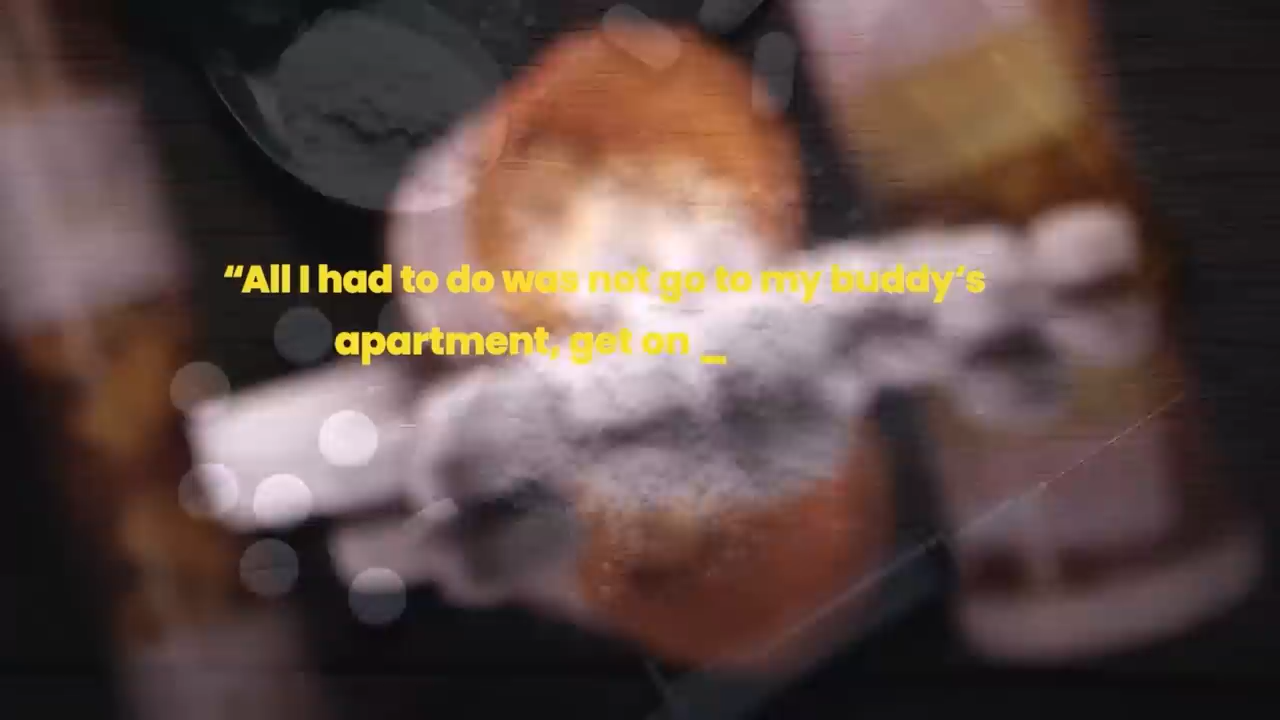 “All I had to do was not go to my buddy’s
apartment, get on _